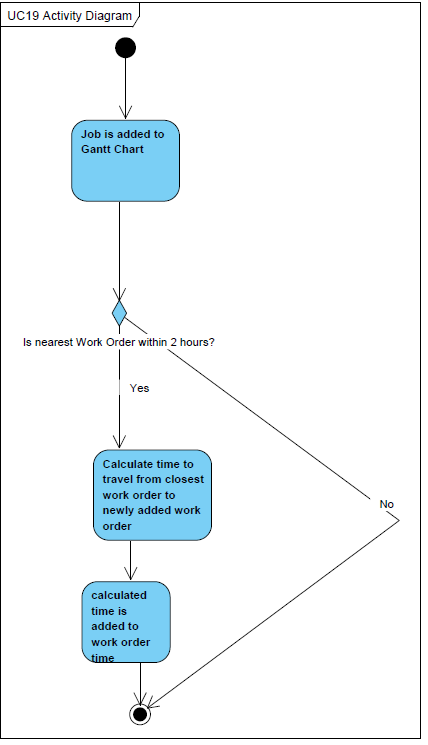 UC19 Activity Diagram
Job is added to
Gantt Chart
Is nearest Work Order within 2 hours?
Yes
Calculate time to
travel from closest
work order to
newly added work
order
No
calculated
time is
added to
work order
time